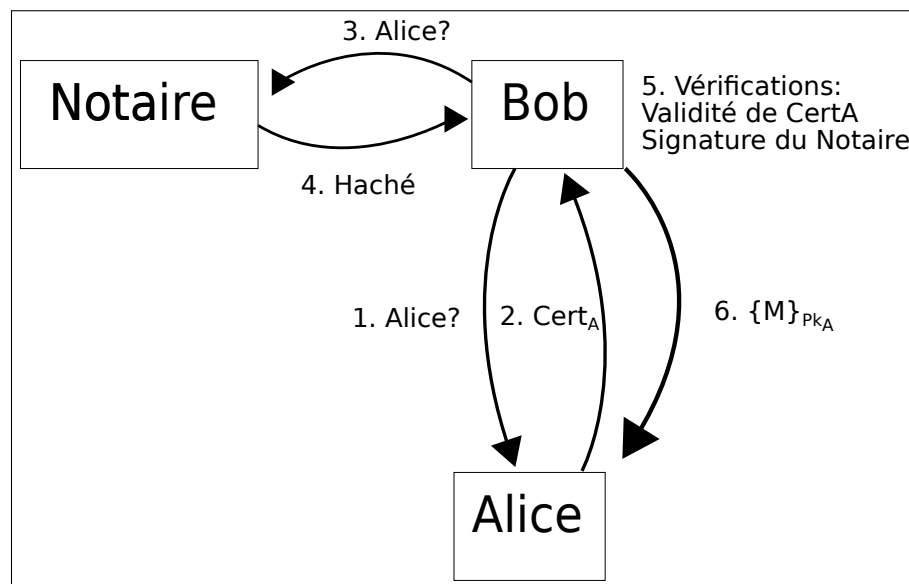 3. Alice?
Notaire
Bob
5. Vérifications:
Validité de CertA
Signature du Notaire
4. Haché
1. Alice?
2. Cert_A
6. {M}_Pk_A
Alice